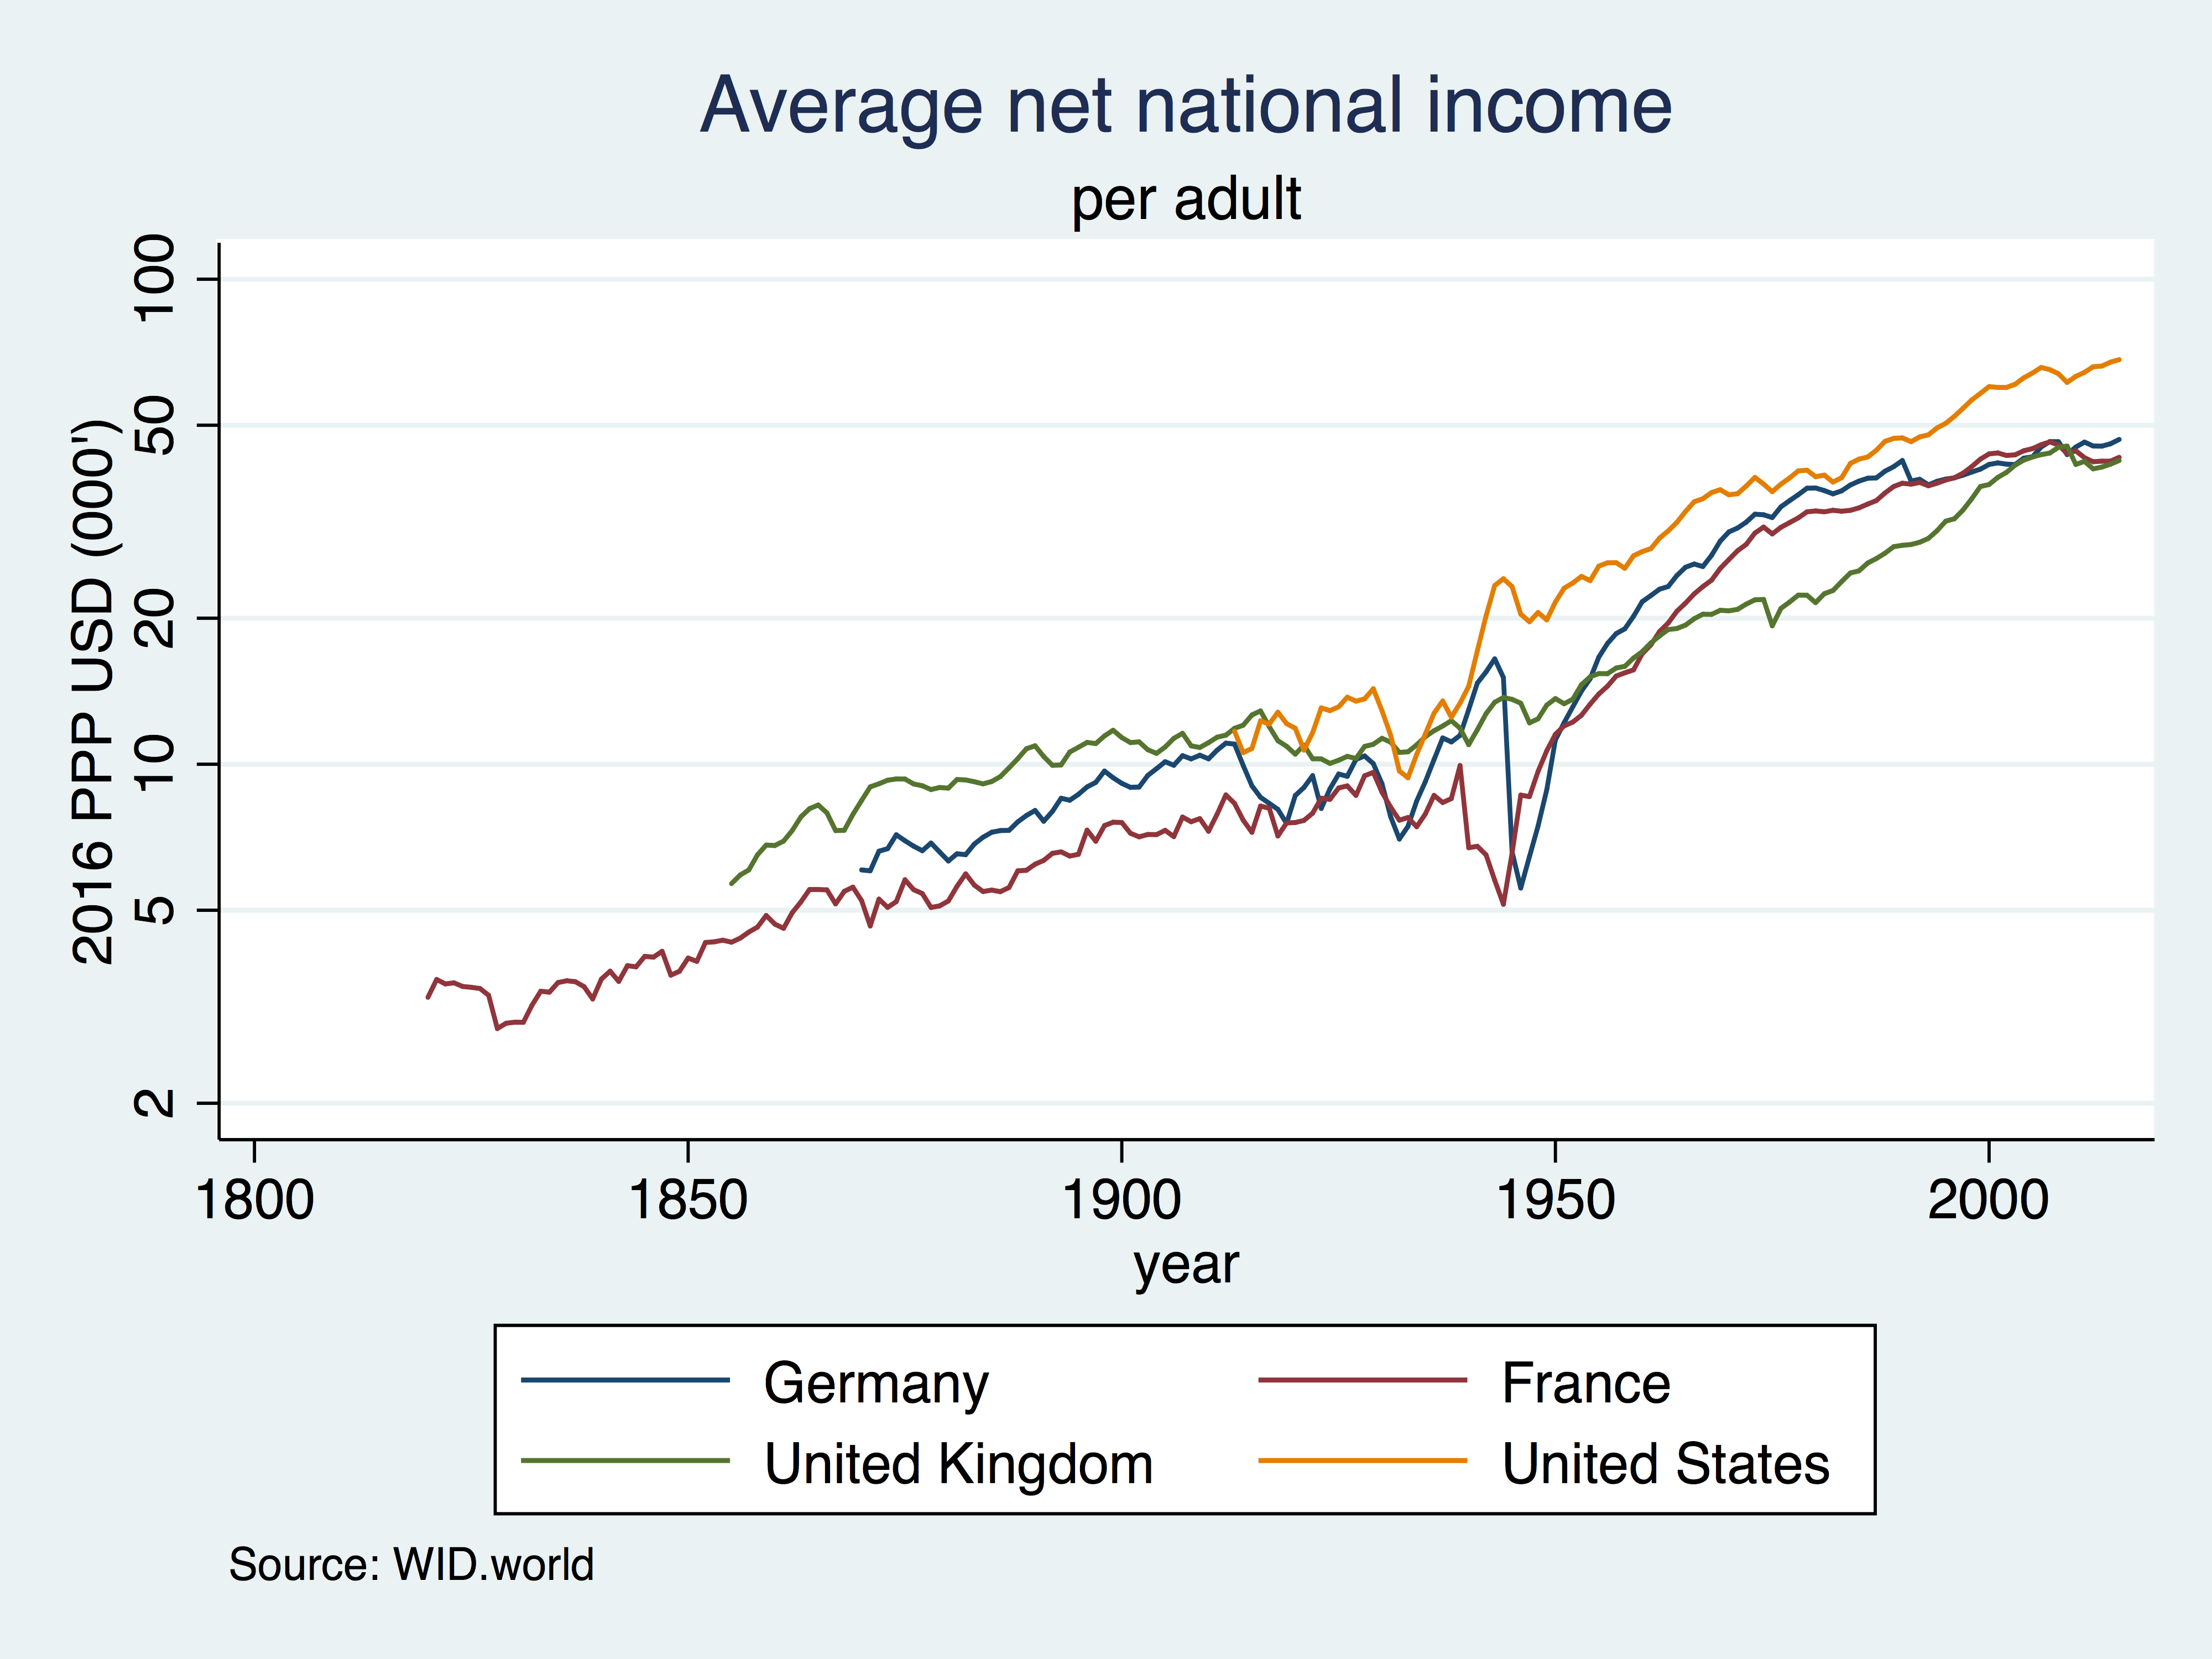 Average net national income
per adult
2016 PPP USD (000')
100
50
20
10
5
2
1800 1850 1900 1950 2000
year
Germany France
United Kingdom United States
Source: WID.world